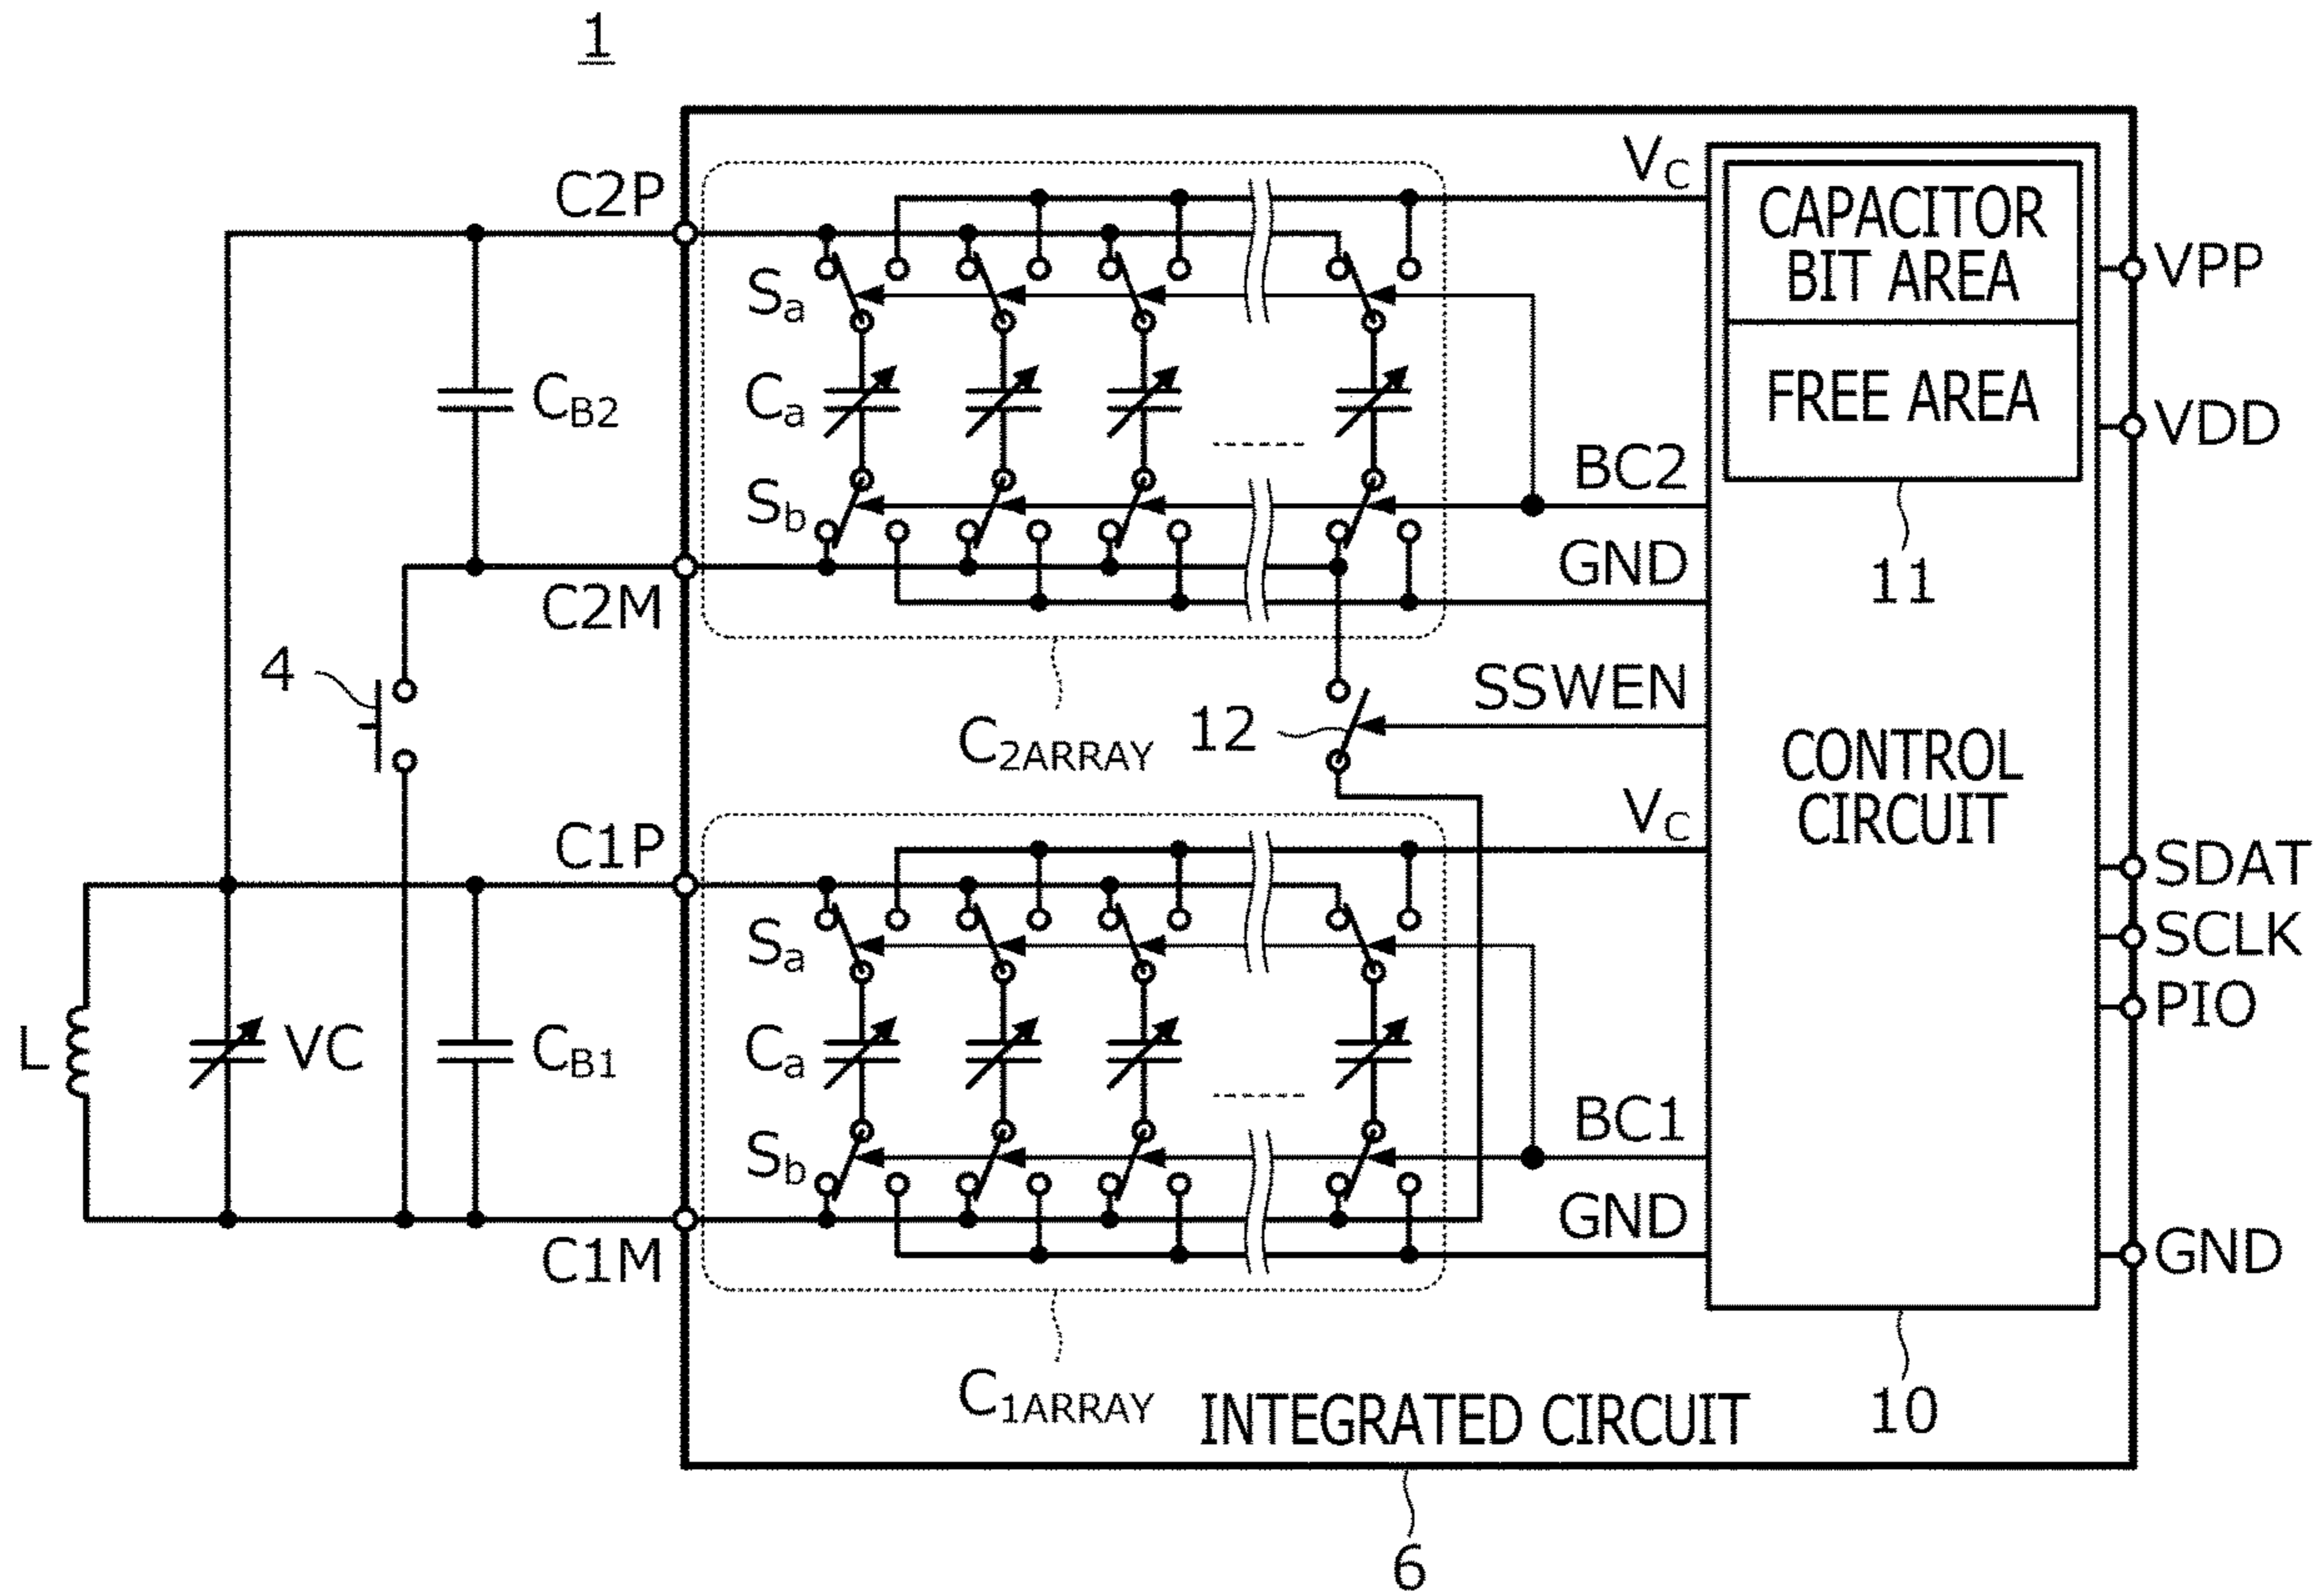 1
C2P
VC
CAPACITOR
BIT AREA
VPP
Sa
CB2
Ca
FREE AREA
VDD
BC2
Sb
GND
11
C2M
4
SSWEN
12
C2ARRAY
CONTROL
CIRCUIT
VC
C1P
SDAT
Sa
SCLK
PIO
L
VC
CB1
Ca
BC1
Sb
GND
GND
C1M
C1ARRAY
INTEGRATED CIRCUIT
10
6